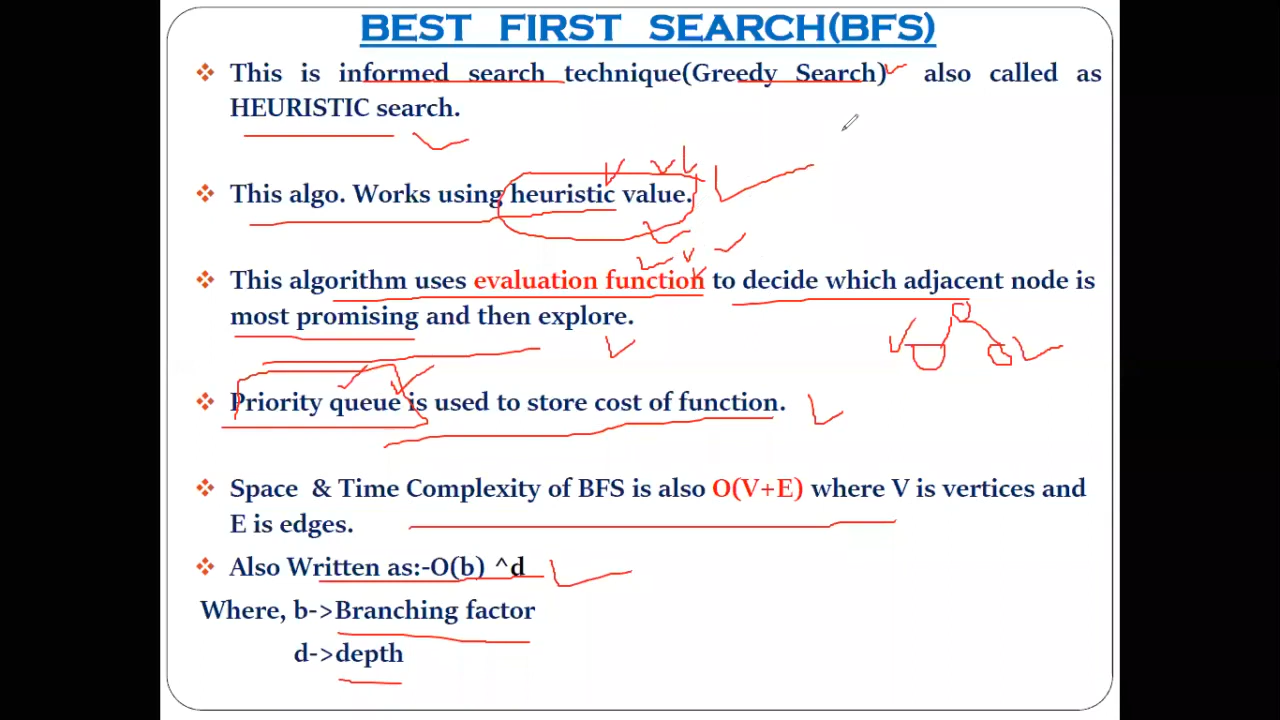 BEST FIRST SEARCH(BFS)
❖ This is informed search technique(Greedy Search) also called as
HEURISTIC search.
❖ This algo. Works using heuristic value.
❖ This algorithm uses evaluation function to decide which adjacent node is
most promising and then explore.
❖ Priority queue is used to store cost of function.
❖ Space & Time Complexity of BFS is also O(V+E) where V is vertices and
E is edges.
❖ Also Written as:-O(b) ^d
Where, b->Branching factor
d->depth